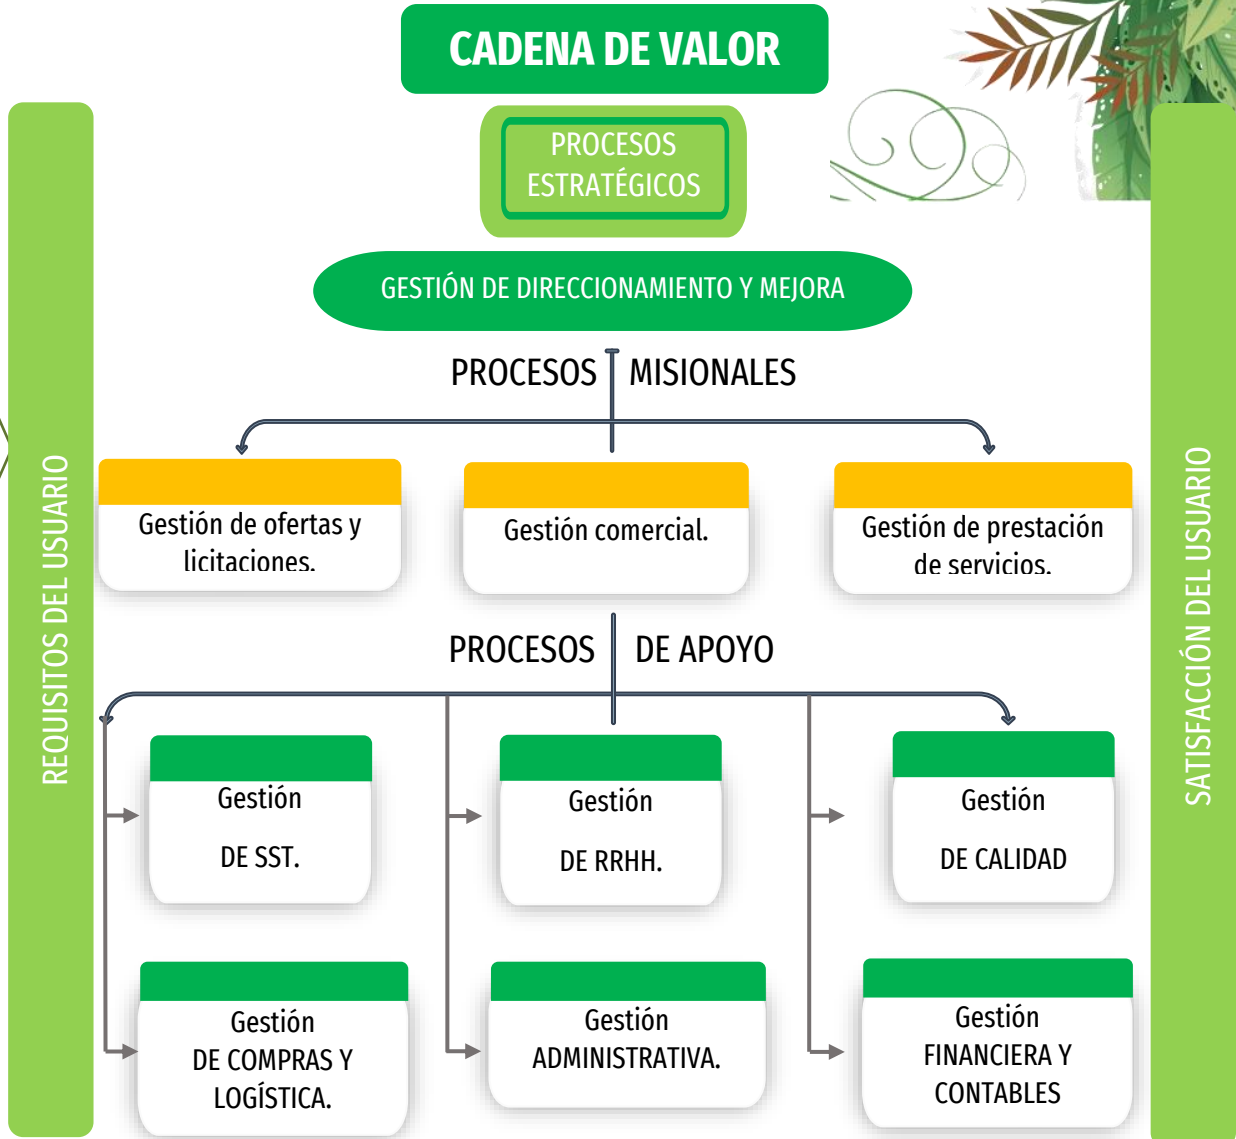 CADENA DE VALOR
PROCESOS
ESTRATÉGICOS
GESTIÓN DE DIRECCIONAMIENTO Y MEJORA
PROCESOS MISIONALES
REQUISITOS DEL USUARIO
Gestión de ofertas y
licitaciones.
Gestión comercial.
Gestión de prestación
de servicios.
SATISFACCIÓN DEL USUARIO
PROCESOS DE APOYO
Gestión
DE SST.
Gestión
DE RRHH.
Gestión
DE CALIDAD
Gestión
DE COMPRAS Y
LOGÍSTICA.
Gestión
ADMINISTRATIVA.
Gestión
FINANCIERA Y
CONTABLES